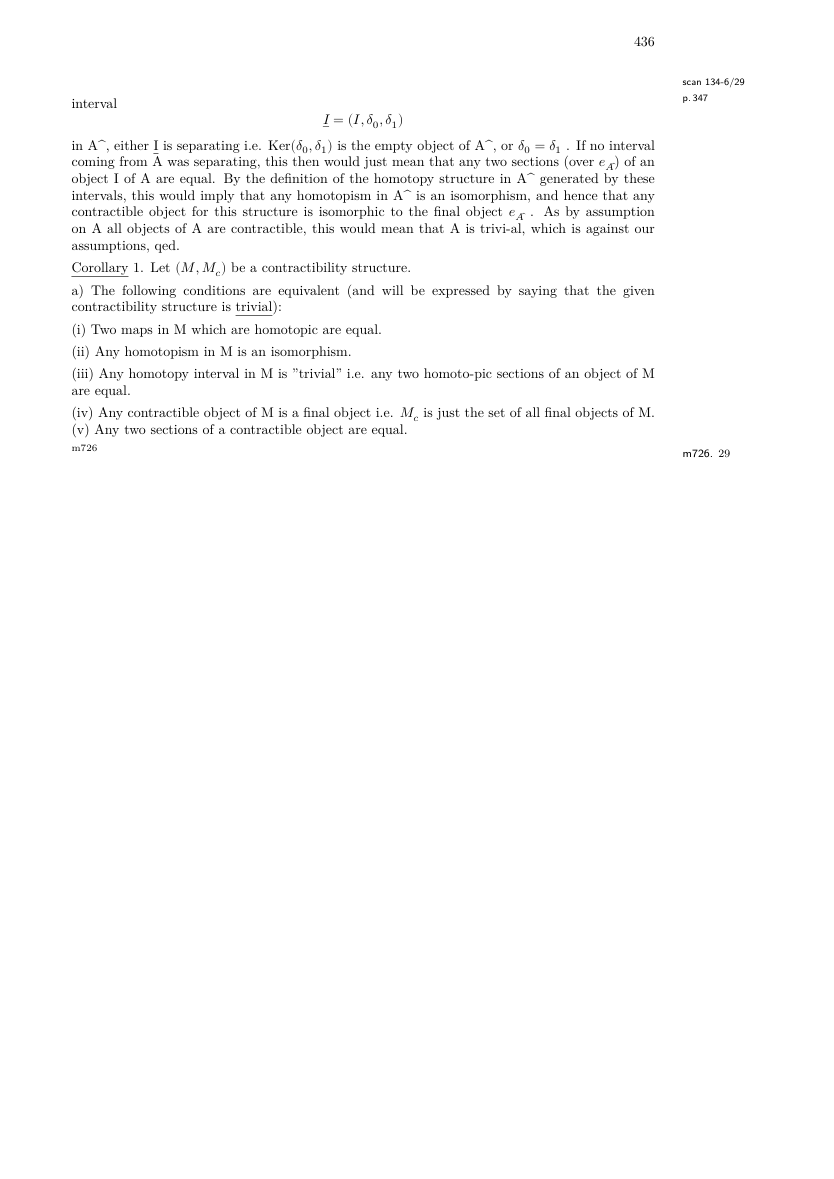 436
scan 134-6/29
p. 347
interval
I = (I, δ₀, δ₁)
in A^, either I is separating i.e. Ker(δ₀, δ₁) is the empty object of A^, or δ₀ = δ₁ . If no interval
coming from A was separating, this then would just mean that any two sections (over e_A^) of an
object I of A are equal. By the definition of the homotopy structure in A^ generated by these
intervals, this would imply that any homotopism in A^ is an isomorphism, and hence that any
contractible object for this structure is isomorphic to the final object e_A^ . As by assumption
on A all objects of A are contractible, this would mean that A is trivi-al, which is against our
assumptions, qed.
Corollary 1. Let (M, M_c) be a contractibility structure.
a) The following conditions are equivalent (and will be expressed by saying that the given
contractibility structure is trivial):
(i) Two maps in M which are homotopic are equal.
(ii) Any homotopism in M is an isomorphism.
(iii) Any homotopy interval in M is ”trivial” i.e. any two homoto-pic sections of an object of M
are equal.
(iv) Any contractible object of M is a final object i.e. M_c is just the set of all final objects of M.
(v) Any two sections of a contractible object are equal.
m726
m726. 29